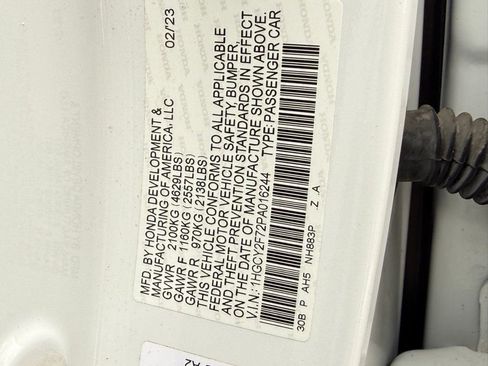 MFD. BY HONDA DEVELOPMENT &
MANUFACTURING OF AMERICA, LLC 02/23
GVWR 2100KG (4629LBS)
GAWR F 1160KG (2557LBS)
GAWR R 970KG (2138LBS)
THIS VEHICLE CONFORMS TO ALL APPLICABLE
FEDERAL MOTOR VEHICLE SAFETY, BUMPER,
AND THEFT PREVENTION STANDARDS IN EFFECT
ON THE DATE OF MANUFACTURE SHOWN ABOVE.
V.I.N.: 1HGCY2F72PA016244 TYPE: PASSENGER CAR
30B P AH5 NH883P Z .A